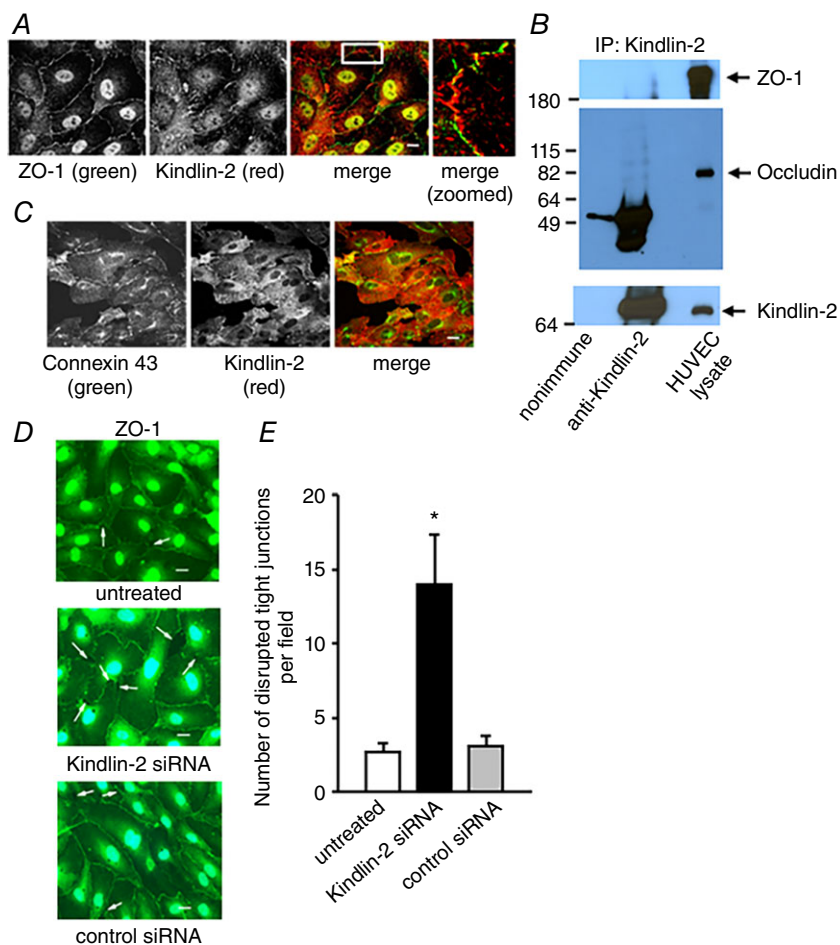 A
ZO-1 (green)
Kindlin-2 (red)
merge
merge
(zoomed)
B
IP: Kindlin-2
ZO-1
180
115
82
64
49
Occludin
Kindlin-2
64
nonimmune
anti-Kindlin-2
HUVEC
lysate
C
Connexin 43
(green)
Kindlin-2
(red)
merge
D
ZO-1
untreated
Kindlin-2 siRNA
control siRNA
E
Number of disrupted tight junctions
per field
20
15
10
5
0
*
untreated
Kindlin-2 siRNA
control siRNA